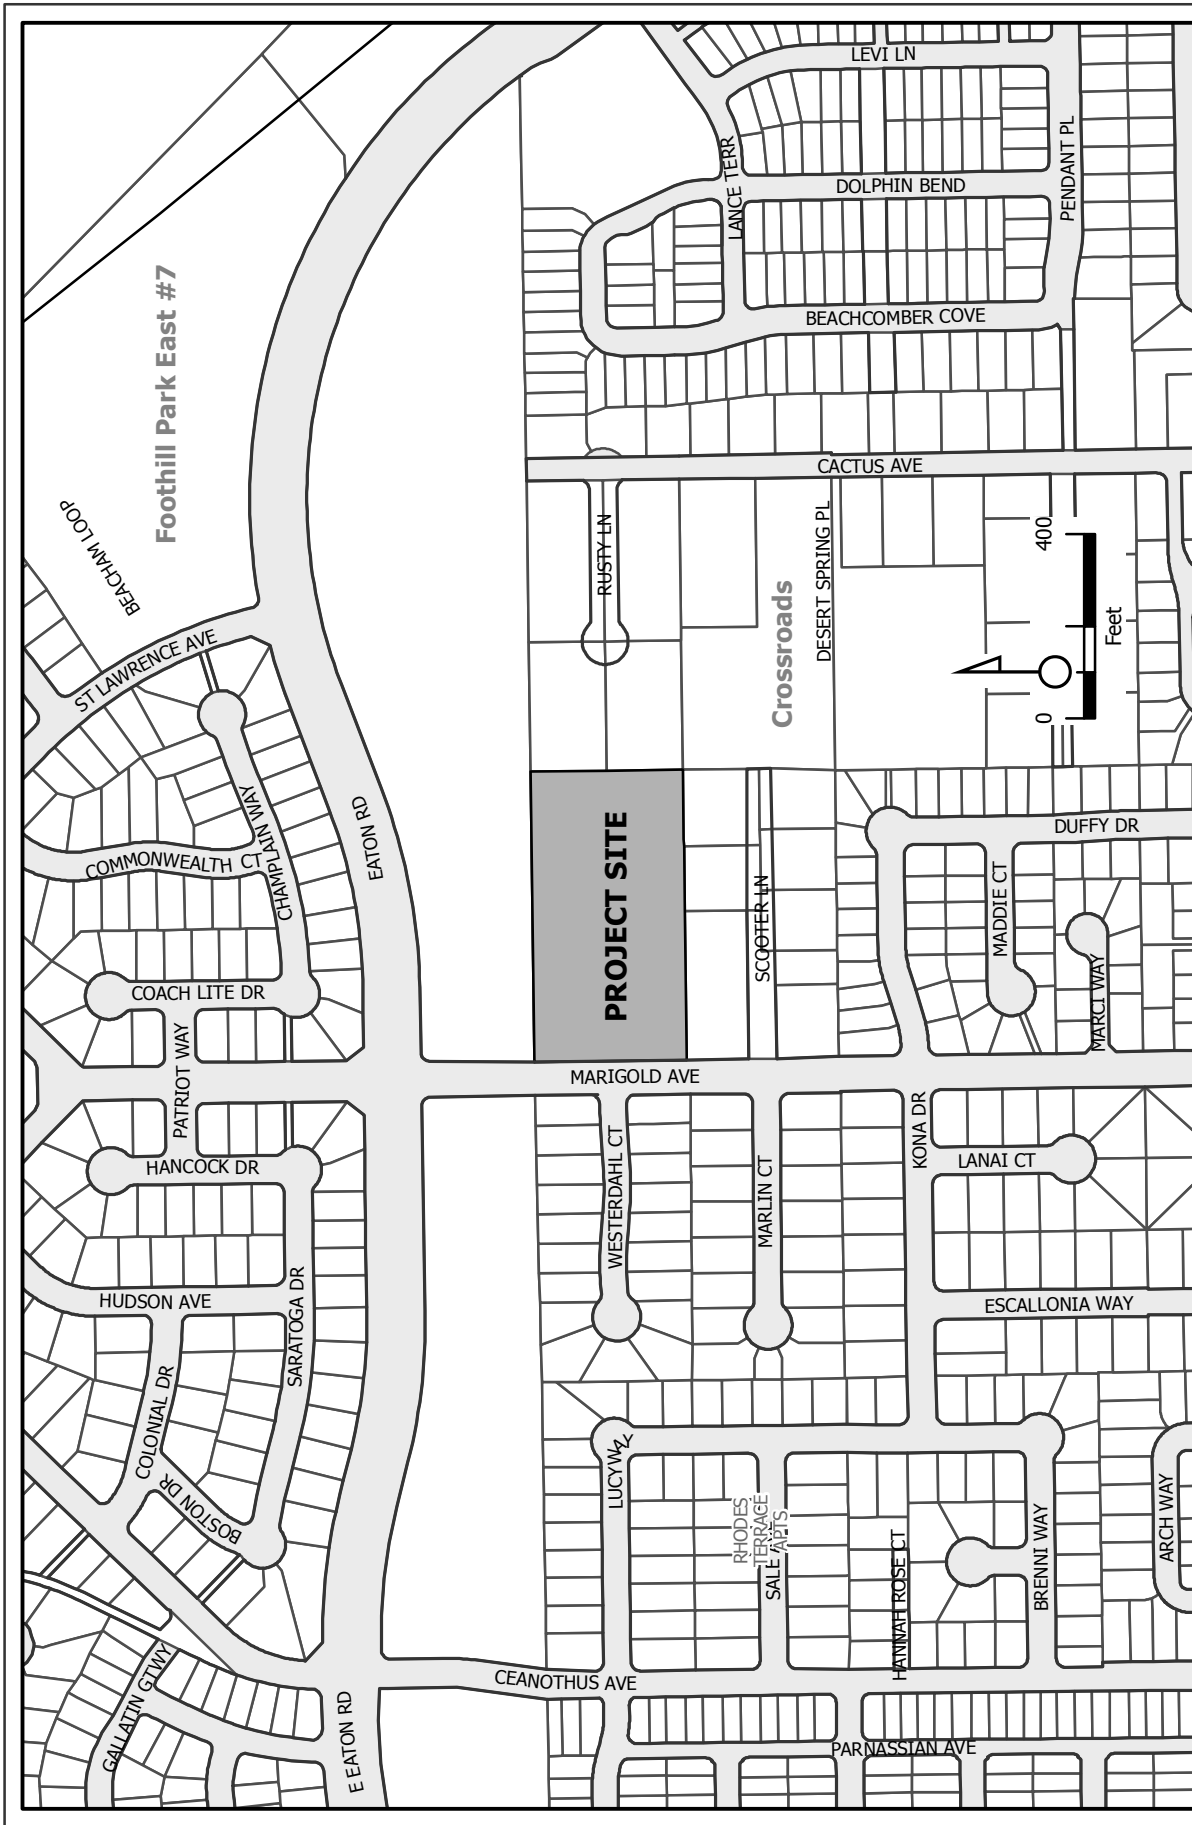 LEVI LN
PENDANT PL
LANCE TERR
DOLPHIN BEND
BEACHCOMBER COVE
Foothill Park East #7
CACTUS AVE
BEACHAM LOOP
RUSTY LN
DESERT SPRING PL
400
Feet
0
Crossroads
ST LAWRENCE AVE
CHAMPLAIN WAY
EATON RD
COMMONWEALTH CT
PROJECT SITE
SCOOTER LN
DUFFY DR
MADDIE CT
MARCI WAY
COACH LITE DR
PATRIOT WAY
MARIGOLD AVE
HANCOCK DR
WESTERDAHL CT
MARLIN CT
KONA DR
LANAI CT
HUDSON AVE
SARATOGA DR
ESCALLONIA WAY
COLONIAL DR
BOSTON DR
LUCY WAY
RHODES
TERRACE
APTS
SALE
HANNAH ROSE CT
BRENNI WAY
ARCH WAY
GALLATIN GTWY
CEANOTHUS AVE
E EATON RD
PARNASSIAN AVE